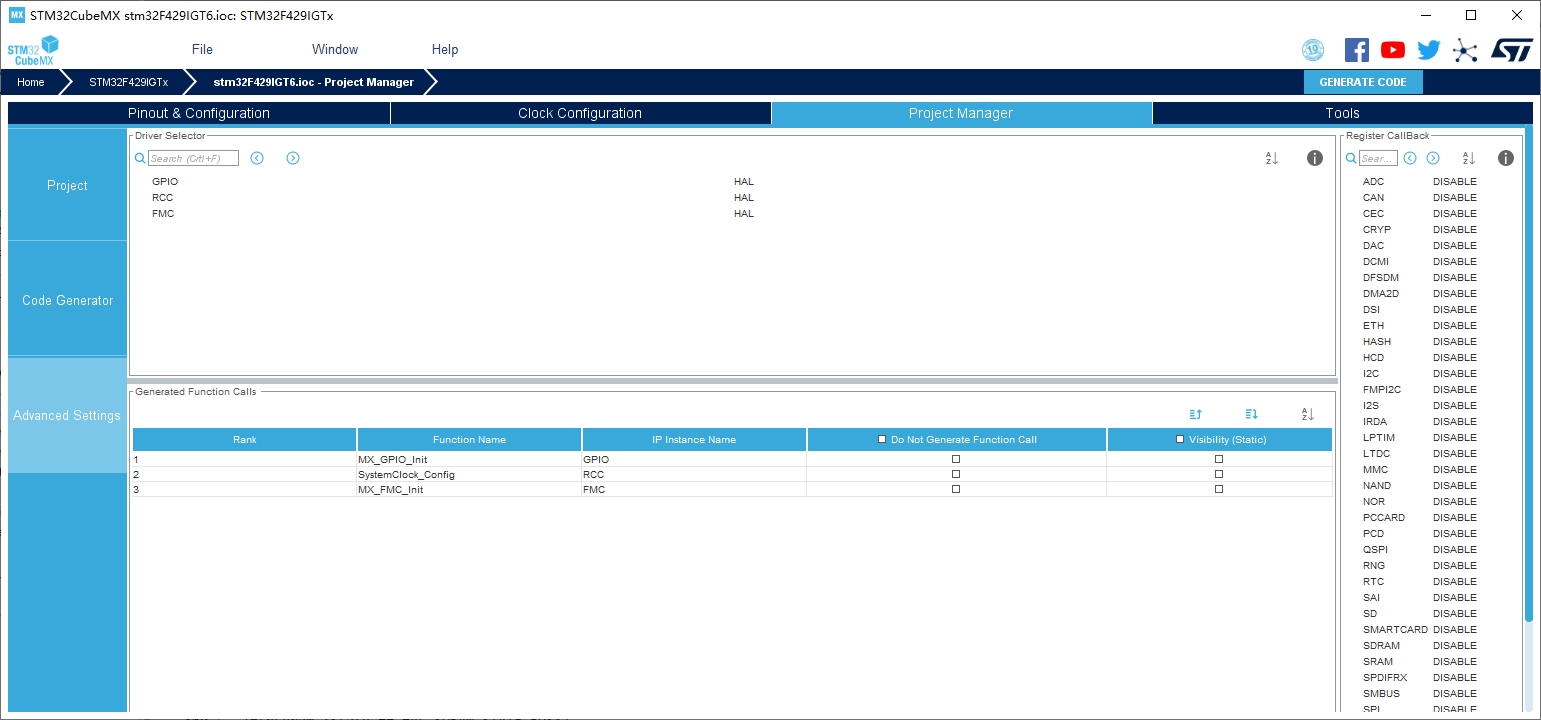 MX STM32CubeMX stm32F429IGT6.ioc: STM32F429IGTx
STM32
CubeMX
File Window Help
10
Home STM32F429IGTx stm32F429IGT6.ioc - Project Manager GENERATE CODE
Pinout & Configuration Clock Configuration Project Manager Tools
Project
Code Generator
Advanced Settings
Driver Selector
Search (Crtl+F)
GPIO HAL
RCC HAL
FMC HAL
Generated Function Calls
Rank Function Name IP Instance Name Do Not Generate Function Call Visibility (Static)
1 MX_GPIO_Init GPIO
2 SystemClock_Config RCC
3 MX_FMC_Init FMC
Register CallBack
Sear...
ADC DISABLE
CAN DISABLE
CEC DISABLE
CRYP DISABLE
DAC DISABLE
DCMI DISABLE
DFSDM DISABLE
DMA2D DISABLE
DSI DISABLE
ETH DISABLE
HASH DISABLE
HCD DISABLE
I2C DISABLE
FMPI2C DISABLE
I2S DISABLE
IRDA DISABLE
LPTIM DISABLE
LTDC DISABLE
MMC DISABLE
NAND DISABLE
NOR DISABLE
PCCARD DISABLE
PCD DISABLE
QSPI DISABLE
RNG DISABLE
RTC DISABLE
SAI DISABLE
SD DISABLE
SMARTCARD DISABLE
SDRAM DISABLE
SRAM DISABLE
SPDIFRX DISABLE
SMBUS DISABLE
SPI DISABLE